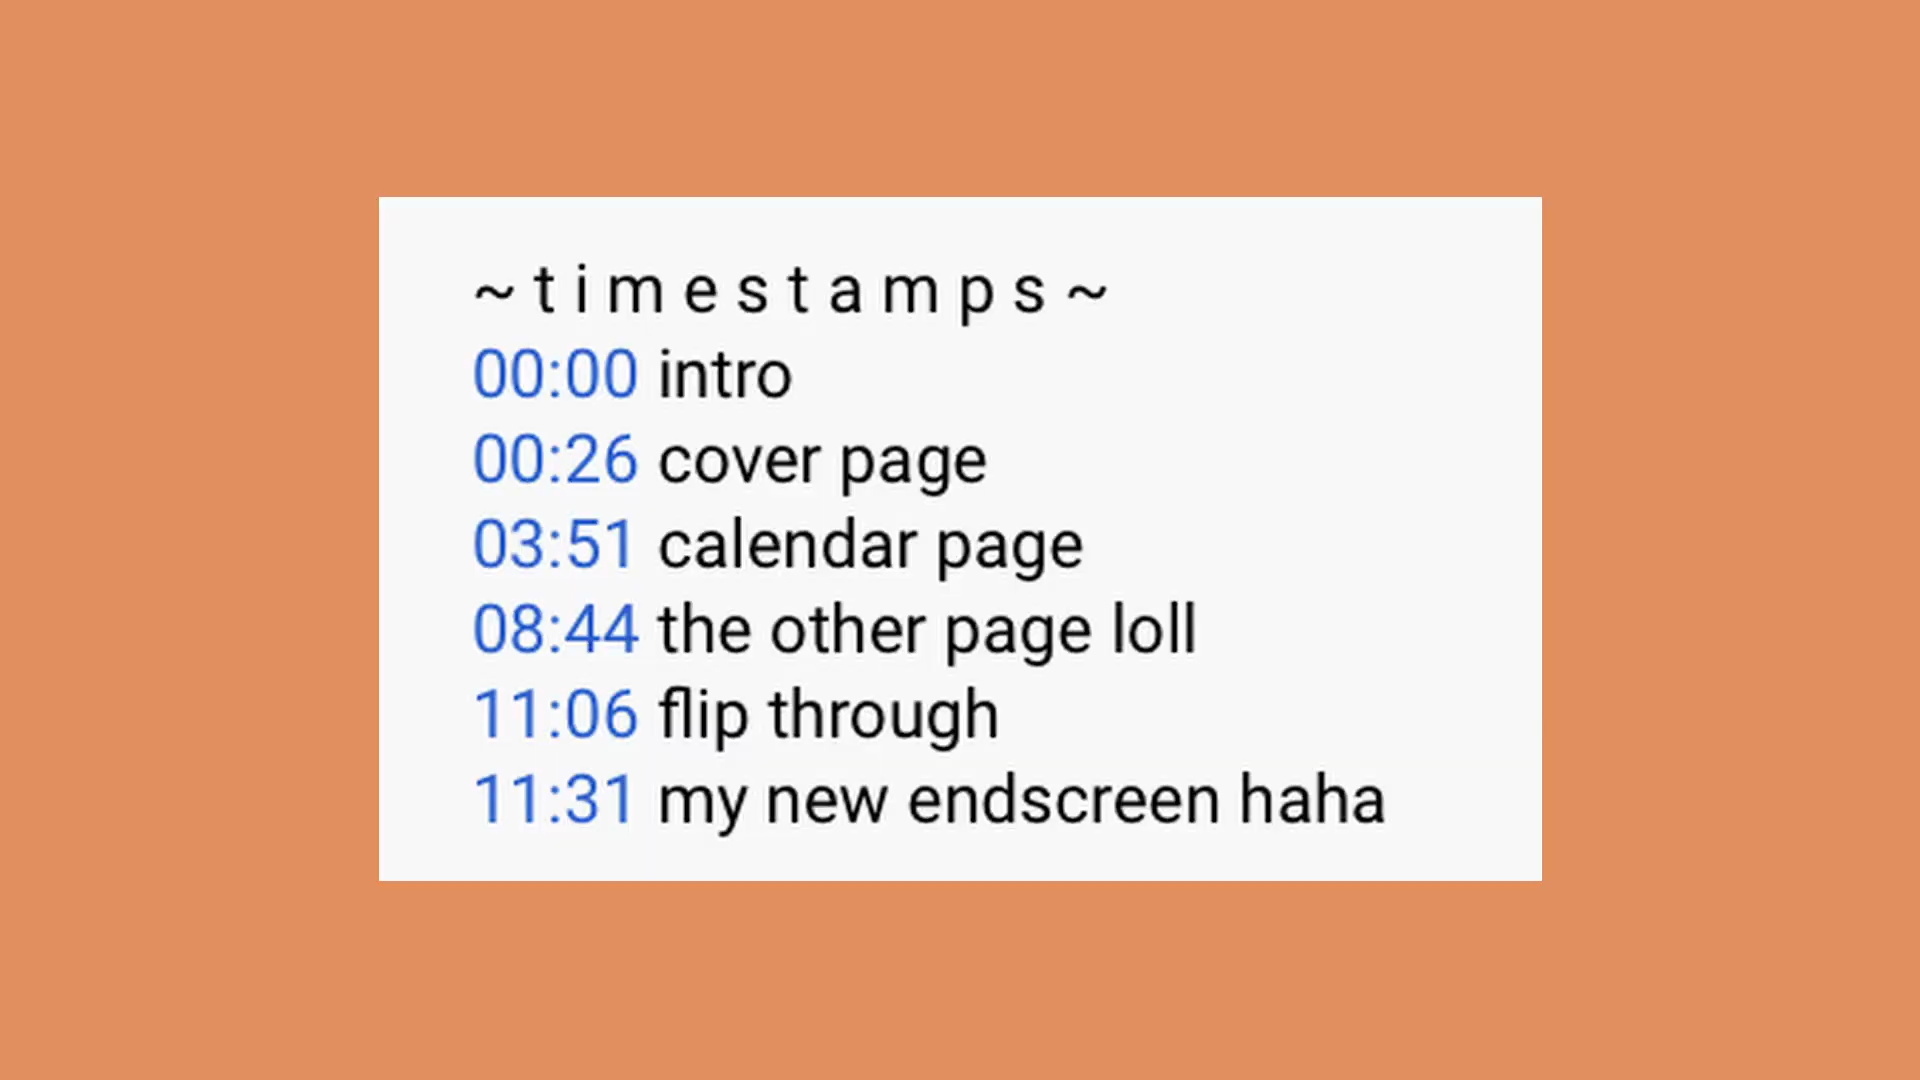 ~ t i m e s t a m p s ~
00:00 intro
00:26 cover page
03:51 calendar page
08:44 the other page loll
11:06 flip through
11:31 my new endscreen haha